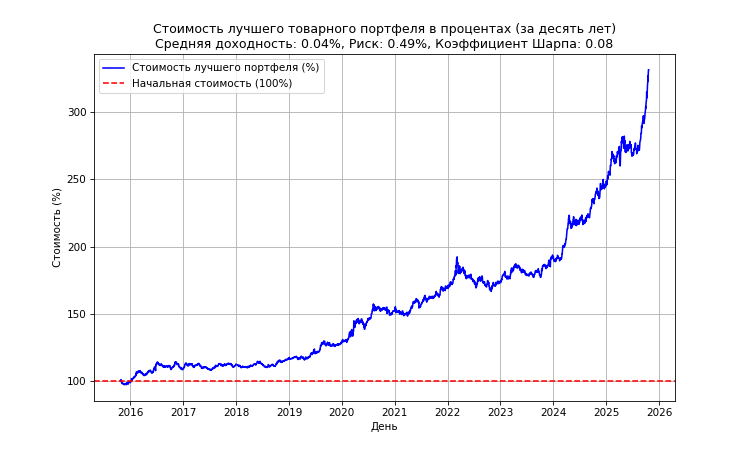 Стоимость лучшего товарного портфеля в процентах (за десять лет)
Средняя доходность: 0.04%, Риск: 0.49%, Коэффициент Шарпа: 0.08
Стоимость лучшего портфеля (%)
Начальная стоимость (100%)
Стоимость (%)
300
250
200
150
100
2016 2017 2018 2019 2020 2021 2022 2023 2024 2025 2026
День